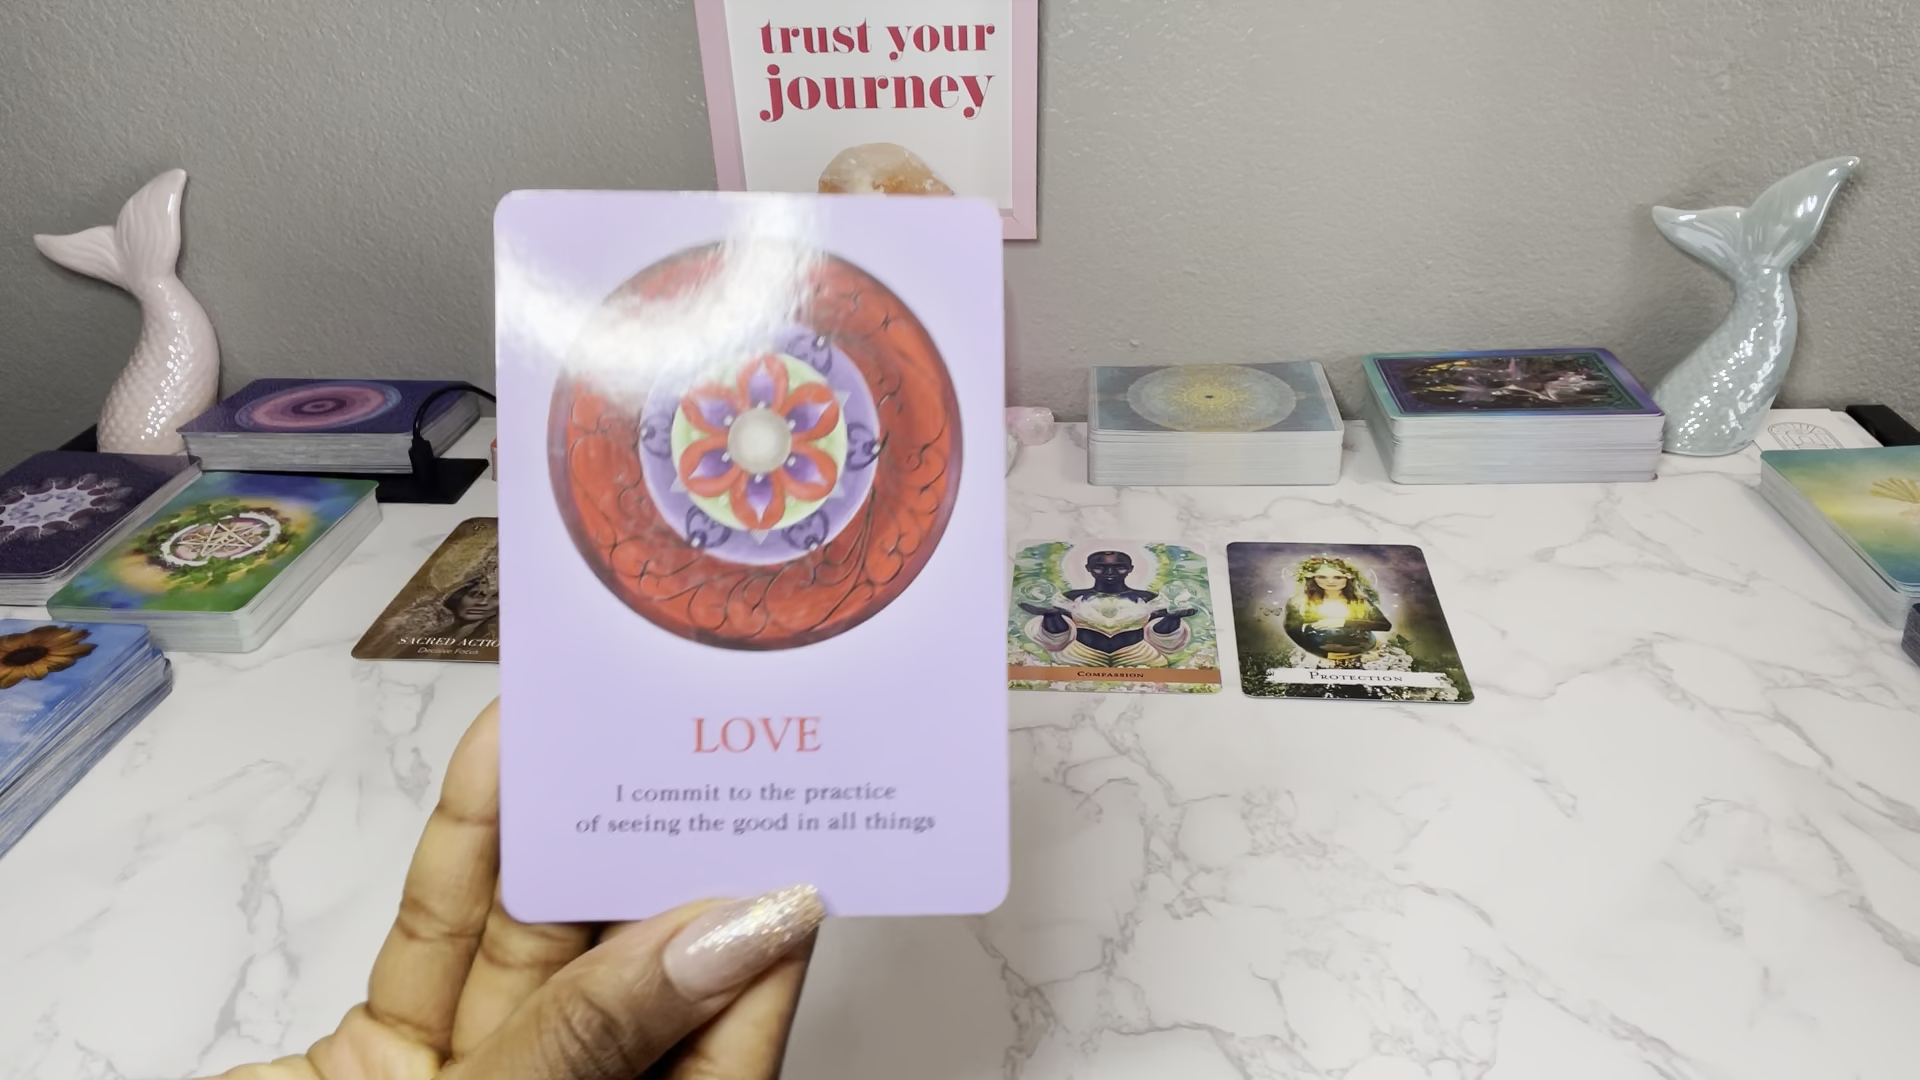 trust your
journey
SACRED ACTIO
Decisive Focus
COMPASSION
PROTECTION
LOVE
I commit to the practice
of seeing the good in all things